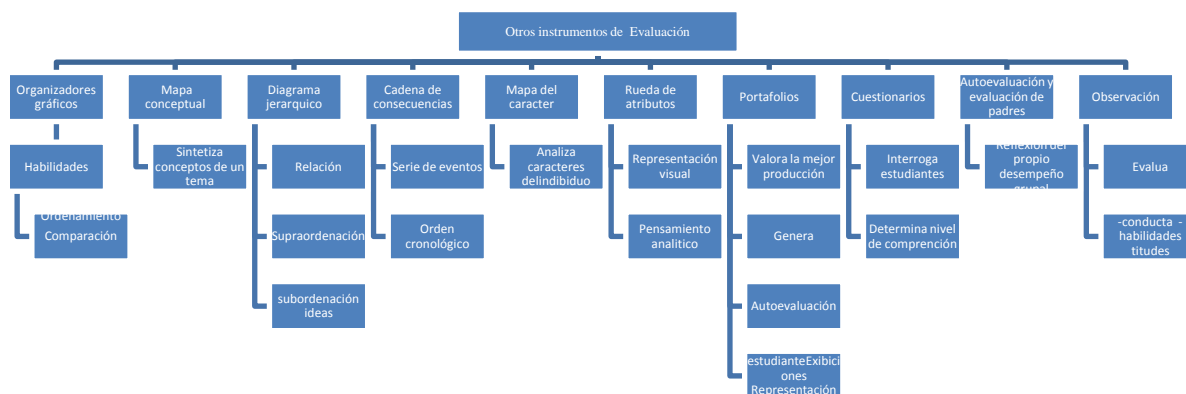 Otros instrumentos de Evaluación
Organizadores
gráficos
Habilidades
Ordenamiento
Comparación
Mapa
conceptual
Sintetiza
conceptos de un
tema
Diagrama
jerarquico
Relación
Supraordenación
subordenación
ideas
Cadena de
consecuencias
Serie de eventos
Orden
cronológico
Mapa del
caracter
Analiza
caracteres
delindibiduo
Rueda de
atributos
Representación
visual
Pensamiento
analitico
Portafolios
Valora la mejor
producción
Genera
Autoevaluación
estudianteExibici
ones
Representación
Cuestionarios
Interroga
estudiantes
Determina nivel
de comprención
Autoevaluación y
evaluación de
padres
Reflexión del
propio
desempeño
grupal
Observación
Evalua
-conducta -
habilidades
titudes